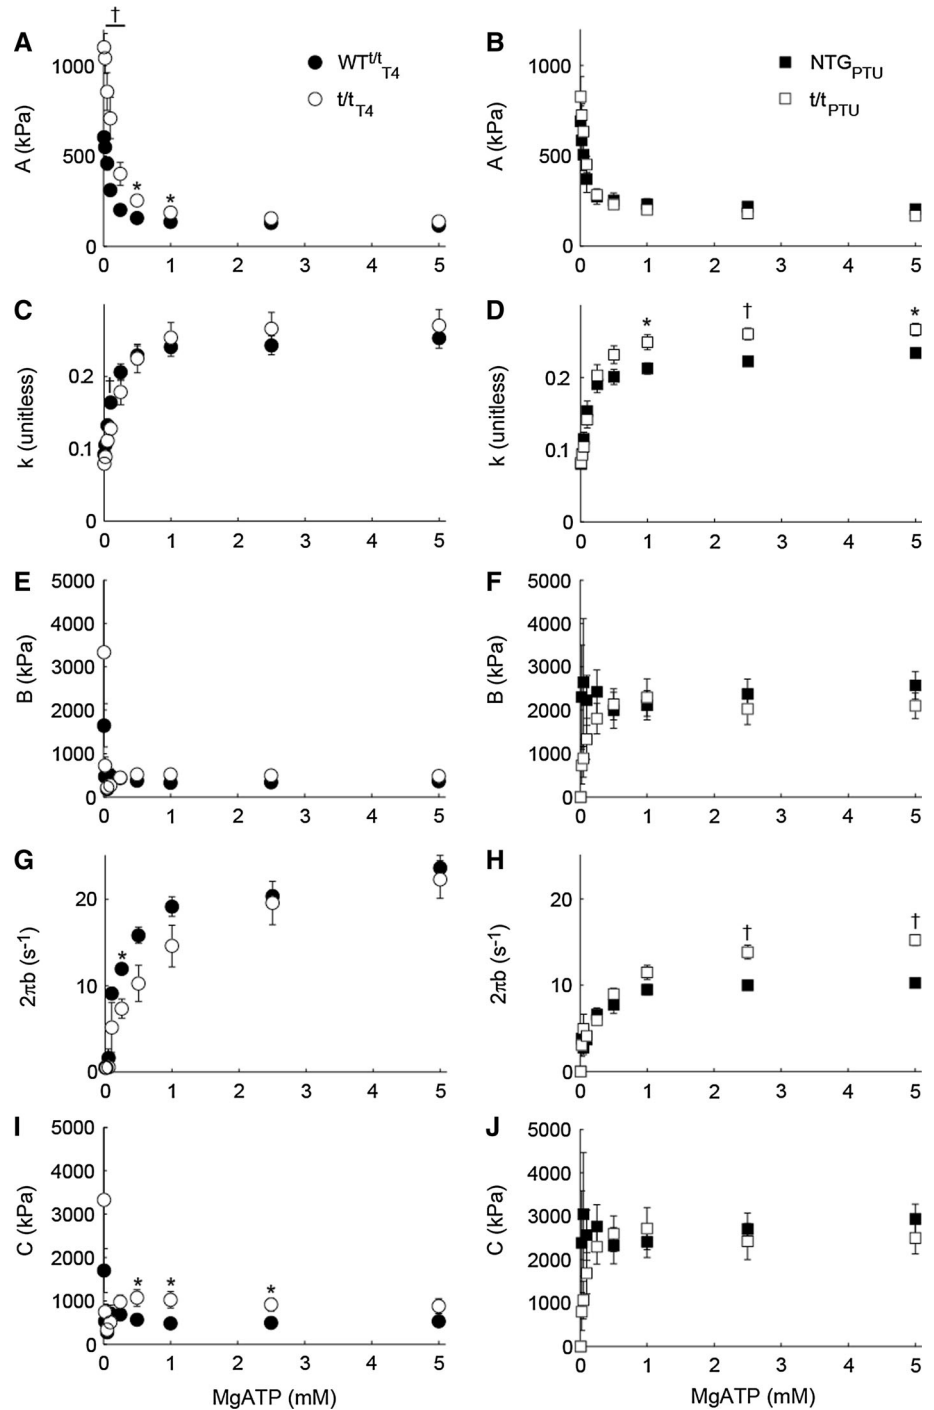 †
A
B
1000
500
0
A (kPa)
0 1 2 3 4 5
WT^t/t_T4
t/t_T4
* *
1000
500
0
A (kPa)
0 1 2 3 4 5
NTG_PTU
t/t_PTU
C
D
0.2
0.1
0
k (unitless)
0 1 2 3 4 5
†
0.2
0.1
0
k (unitless)
0 1 2 3 4 5
* † *
E
F
5000
4000
3000
2000
1000
0
B (kPa)
0 1 2 3 4 5
5000
4000
3000
2000
1000
0
B (kPa)
0 1 2 3 4 5
G
H
20
10
0
2πb (s⁻¹)
0 1 2 3 4 5
*
20
10
0
2πb (s⁻¹)
0 1 2 3 4 5
† †
I
J
5000
4000
3000
2000
1000
0
C (kPa)
0 1 2 3 4 5
* * *
MgATP (mM)
5000
4000
3000
2000
1000
0
C (kPa)
0 1 2 3 4 5
MgATP (mM)